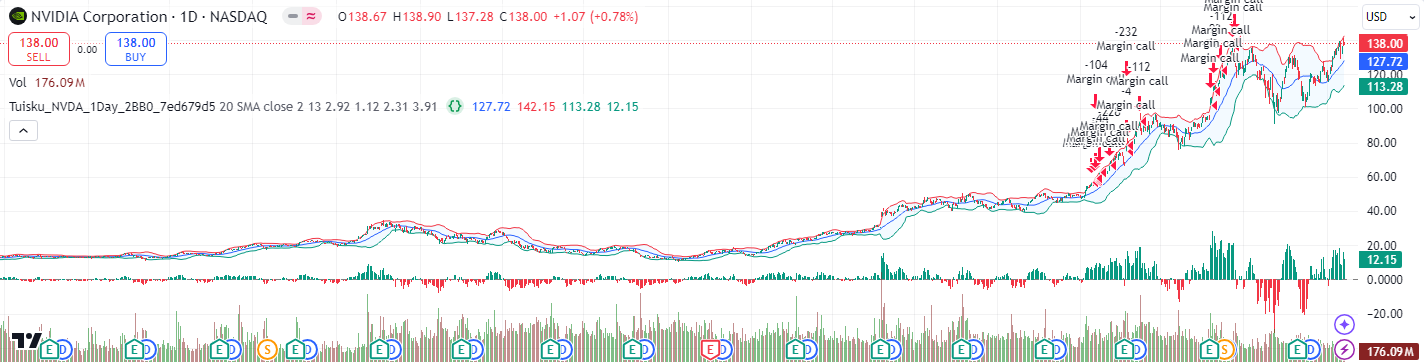 NVIDIA Corporation · 1D · NASDAQ
O138.67 H138.90 L137.28 C138.00 +1.07 (+0.78%)
USD
138.00
SELL
0.00
138.00
BUY
Vol 176.09M
Tuisku_NVDA_1Day_2BB0_7ed679d5 20 SMA close 2 13 2.92 1.12 2.31 3.91 {} 127.72 142.15 113.28 12.15
Margin call
-112
Margin call
Margin call
Margin call
-232
Margin call
-104
-112
Margin call
-4
Margin call
-44
Margin call
Margin call
138.00
127.72
120.00
113.28
100.00
80.00
60.00
40.00
20.00
12.15
0.0000
−20.00
176.09M
E D
E D
E D
S
E D
E D
E D
E D
E D
E D
E D
E D
E D
E D
E D
E S
E D